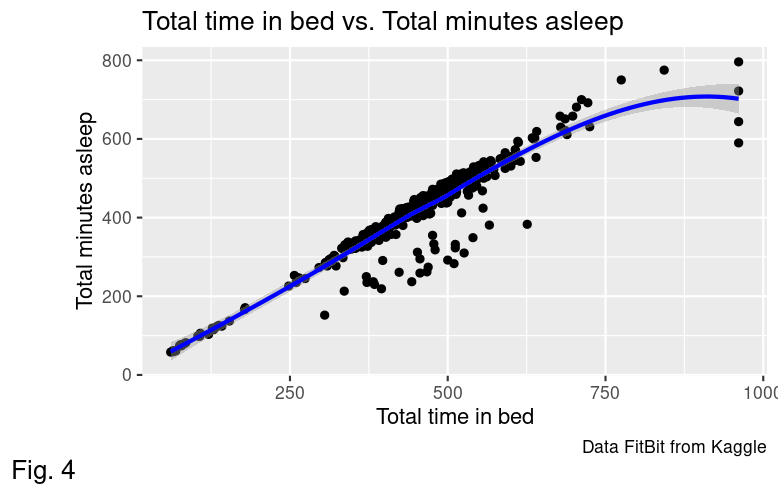 Total time in bed vs. Total minutes asleep
800
600
400
200
0
Total minutes asleep
250
500
750
1000
Total time in bed
Data FitBit from Kaggle
Fig. 4